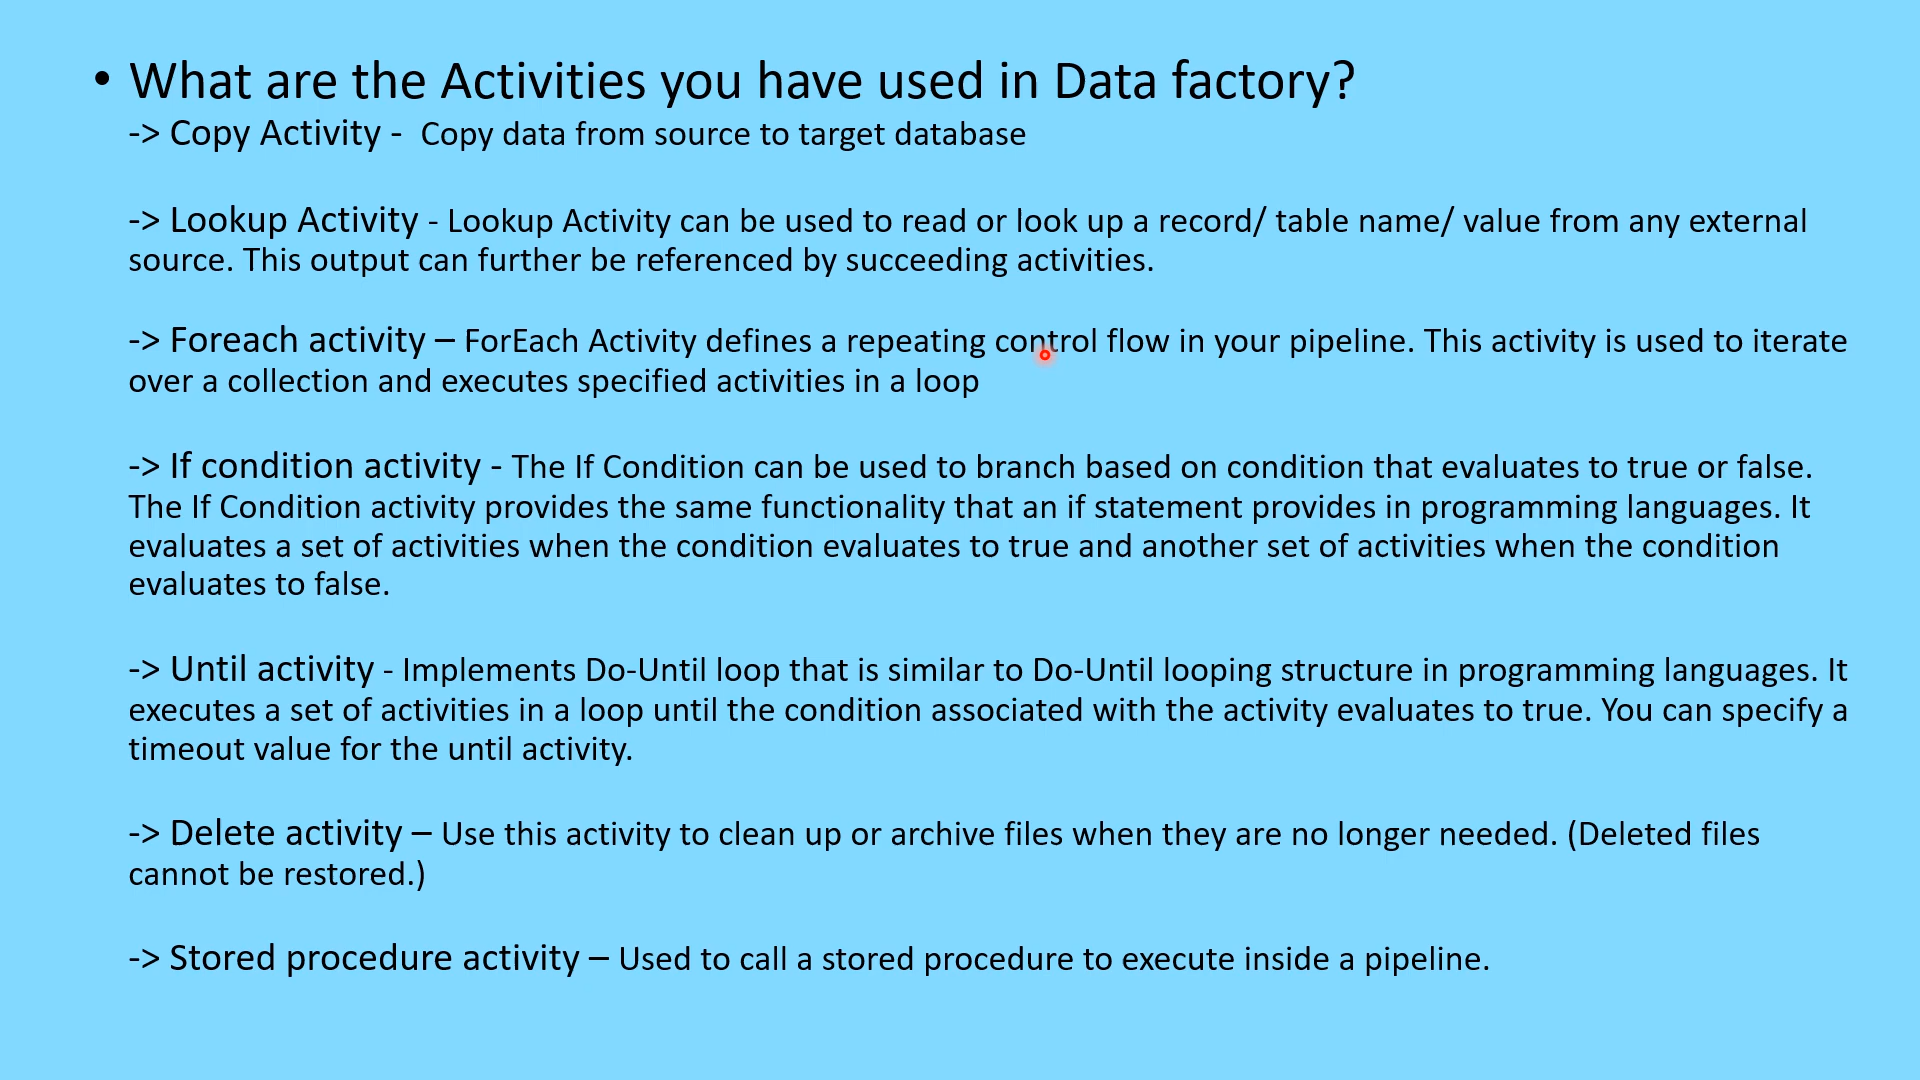 • What are the Activities you have used in Data factory?
-> Copy Activity -  Copy data from source to target database
-> Lookup Activity - Lookup Activity can be used to read or look up a record/ table name/ value from any external
source. This output can further be referenced by succeeding activities.
-> Foreach activity – ForEach Activity defines a repeating control flow in your pipeline. This activity is used to iterate
over a collection and executes specified activities in a loop
-> If condition activity - The If Condition can be used to branch based on condition that evaluates to true or false.
The If Condition activity provides the same functionality that an if statement provides in programming languages. It
evaluates a set of activities when the condition evaluates to true and another set of activities when the condition
evaluates to false.
-> Until activity - Implements Do-Until loop that is similar to Do-Until looping structure in programming languages. It
executes a set of activities in a loop until the condition associated with the activity evaluates to true. You can specify a
timeout value for the until activity.
-> Delete activity – Use this activity to clean up or archive files when they are no longer needed. (Deleted files
cannot be restored.)
-> Stored procedure activity – Used to call a stored procedure to execute inside a pipeline.